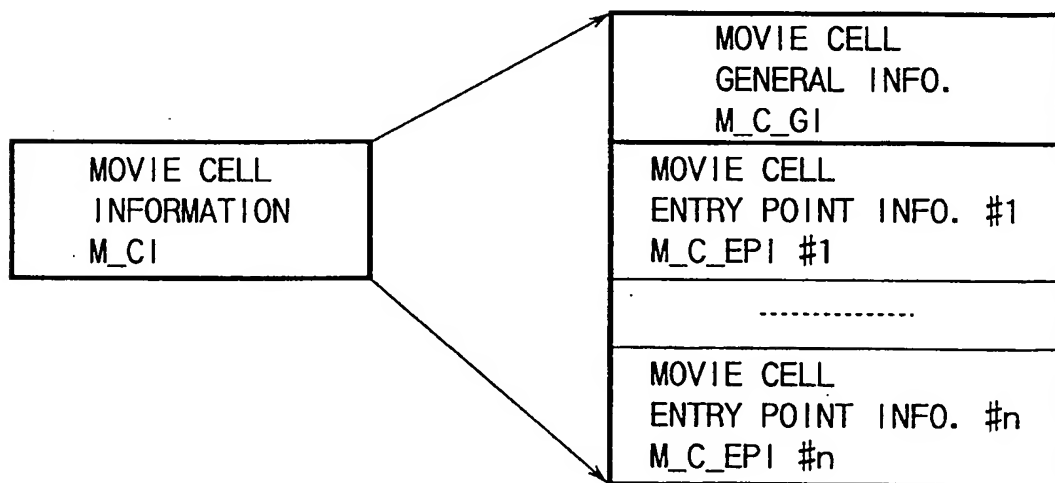 MOVIE CELL
INFORMATION
M_CI
MOVIE CELL
GENERAL INFO.
M_C_GI
MOVIE CELL
ENTRY POINT INFO. #1
M_C_EPI #1
---------------
MOVIE CELL
ENTRY POINT INFO. #n
M_C_EPI #n